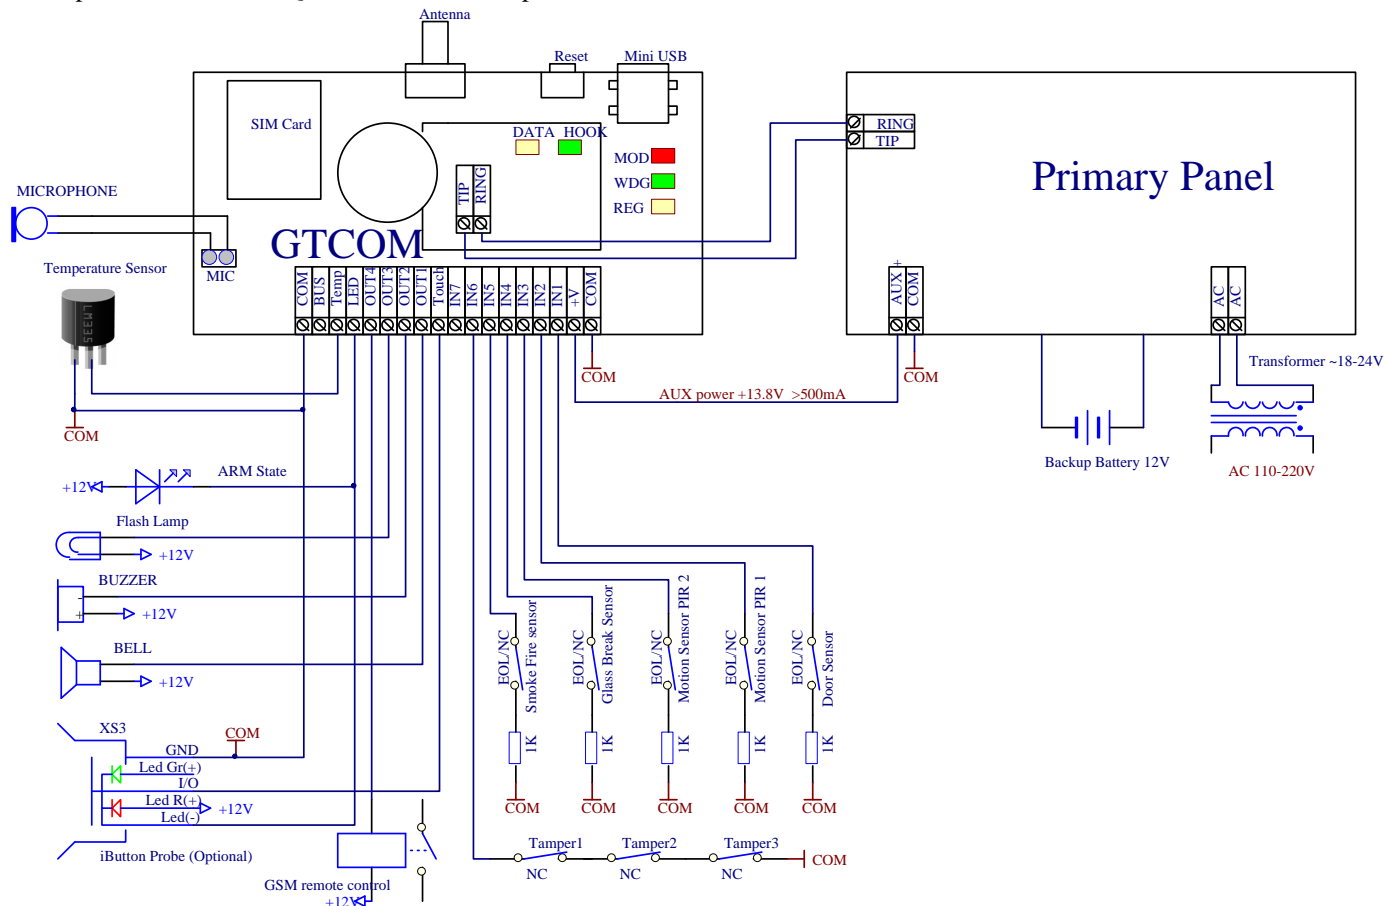 Antenna
Reset
Mini USB
SIM Card
DATA
HOOK
MOD
WDG
REG
TIP
RING
GTCOM
MICROPHONE
MIC
Temperature Sensor
LM335
COM
BUS
Temp
LED
OUT4
OUT3
OUT2
OUT1
Touch
IN7
IN6
IN5
IN4
IN3
IN2
IN1
+V
COM
RING
TIP
Primary Panel
+
AUX
COM
AC
AC
COM
COM
AUX power +13.8V >500mA
Transformer ~18-24V
Backup Battery 12V
AC 110-220V
COM
ARM State
+12V
Flash Lamp
+12V
BUZZER
-
+
+12V
BELL
+12V
XS3
COM
GND
Led Gr(+)
I/O
Led R(+)
+12V
Led(-)
iButton Probe (Optional)
GSM remote control
+12V
EOL/NC
Smoke Fire sensor
EOL/NC
Glass Break Sensor
EOL/NC
Motion Sensor PIR 2
EOL/NC
Motion Sensor PIR 1
EOL/NC
Door Sensor
1K
1K
1K
1K
1K
COM
COM
COM
COM
COM
Tamper1
Tamper2
Tamper3
NC
NC
NC
COM